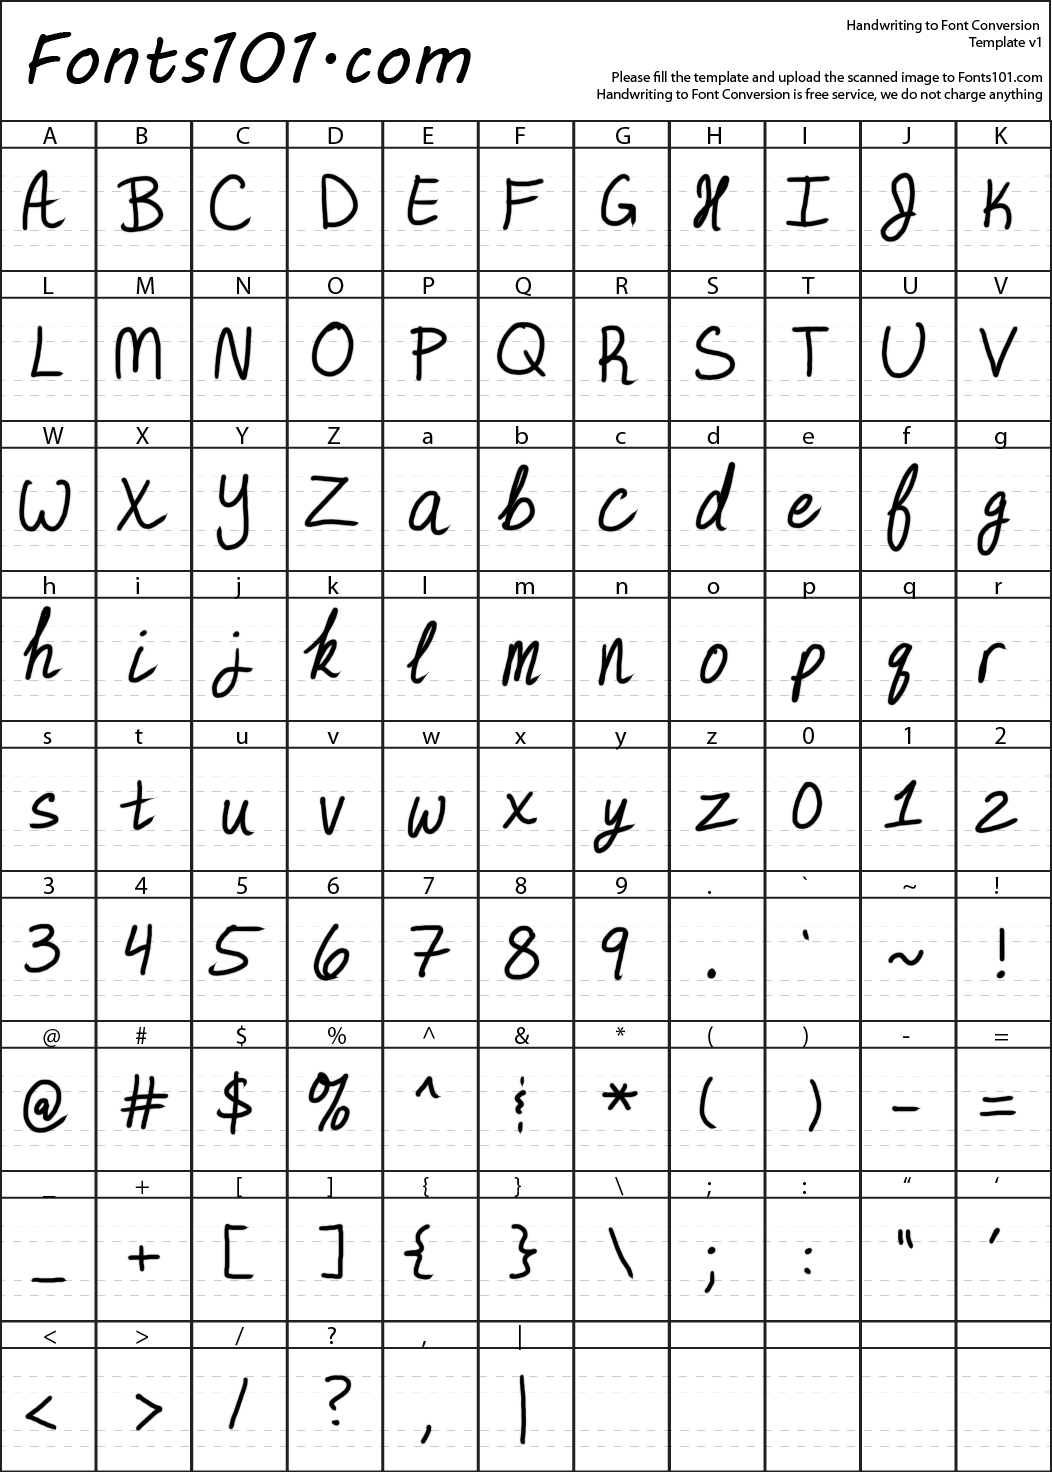 Fonts101.com
Handwriting to Font Conversion
Template v1
Please fill the template and upload the scanned image to Fonts101.com
Handwriting to Font Conversion is free service, we do not charge anything
A B C D E F G H I J K
A B C D E F G H I J K
L M N O P Q R S T U V
L M N O P Q R S T U V
W X Y Z a b c d e f g
W X Y Z a b c d e f g
h i j k l m n o p q r
h i j k l m n o p q r
s t u v w x y z 0 1 2
s t u v w x y z 0 1 2
3 4 5 6 7 8 9 . ` ~ !
3 4 5 6 7 8 9 . ` ~ !
@ # $ % ^ & * ( ) - =
@ # $ % ^ & * ( ) - =
_ + [ ] { } \ ; : “ ‘
_ + [ ] { } \ ; : " ′
< > / ? , |
< > / ? , |